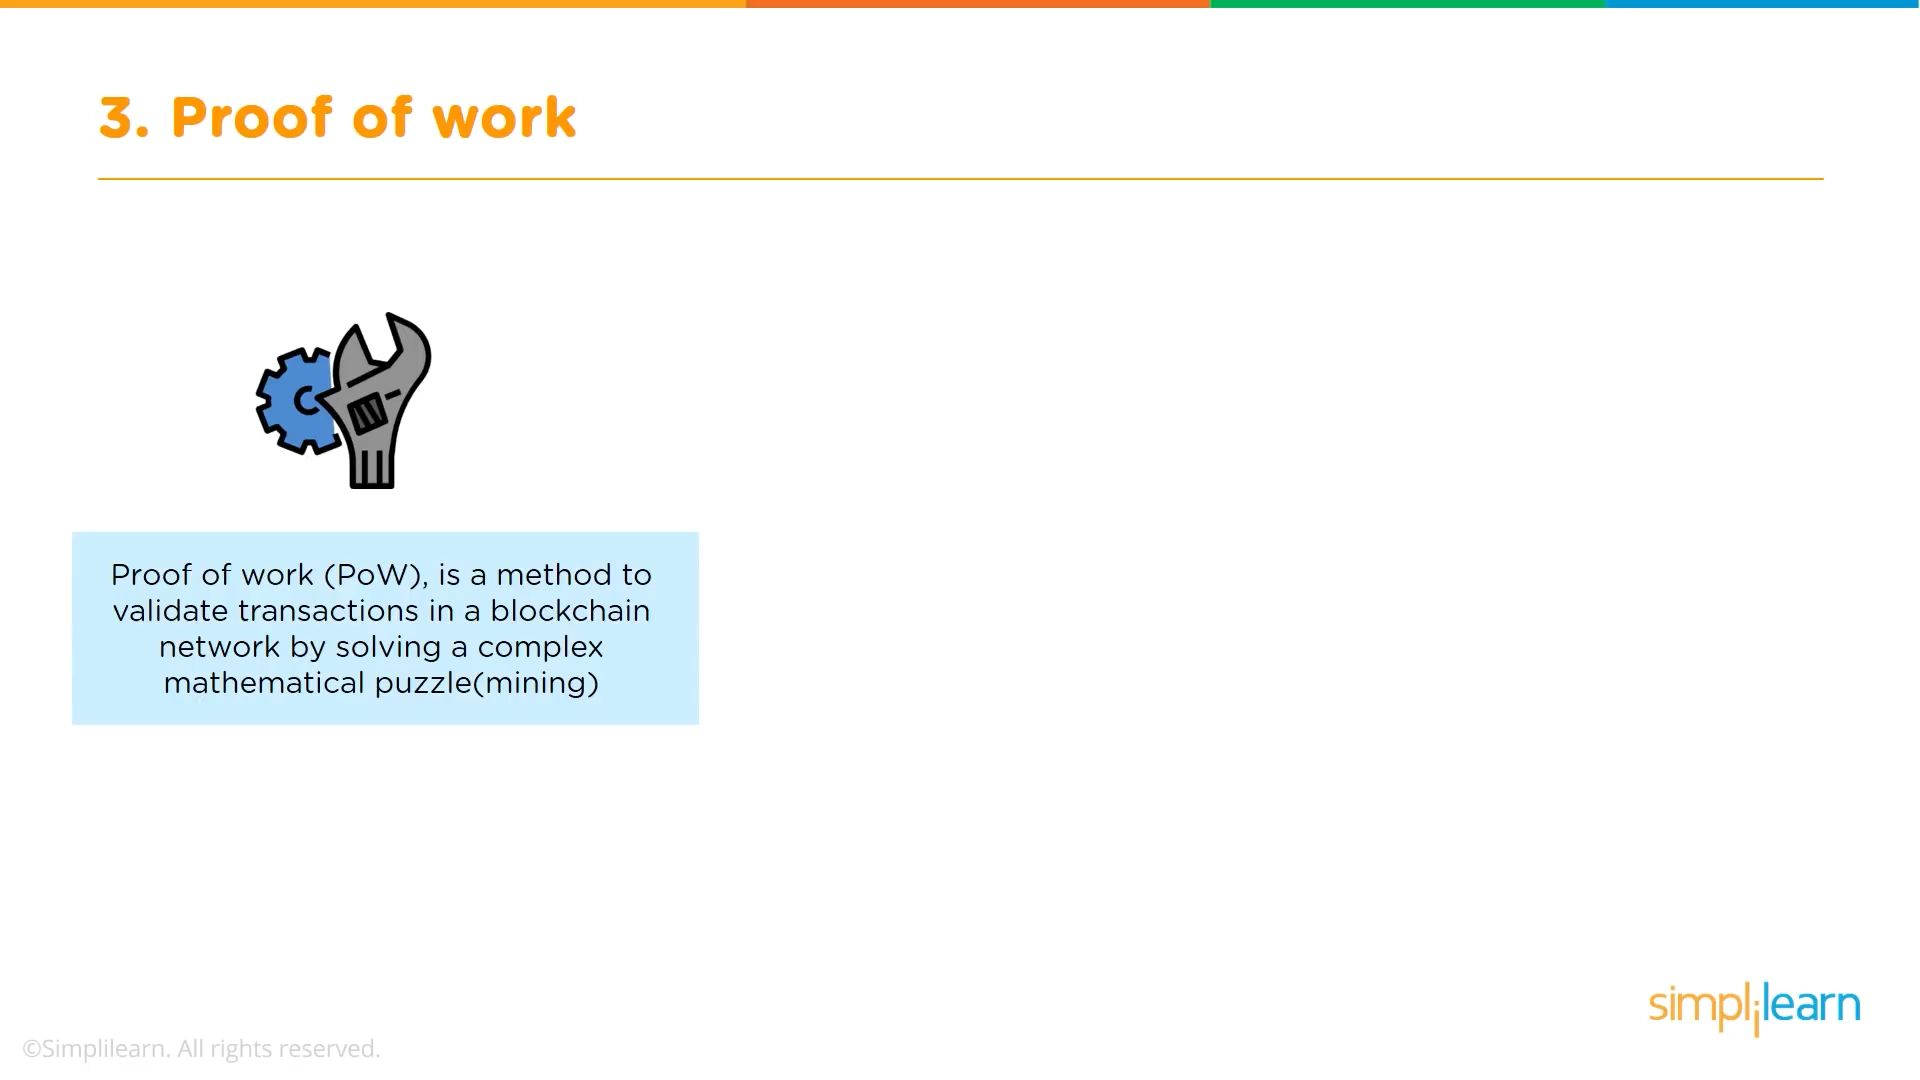 3. Proof of work
Proof of work (PoW), is a method to
validate transactions in a blockchain
network by solving a complex
mathematical puzzle(mining)
simplilearn
©Simplilearn. All rights reserved.